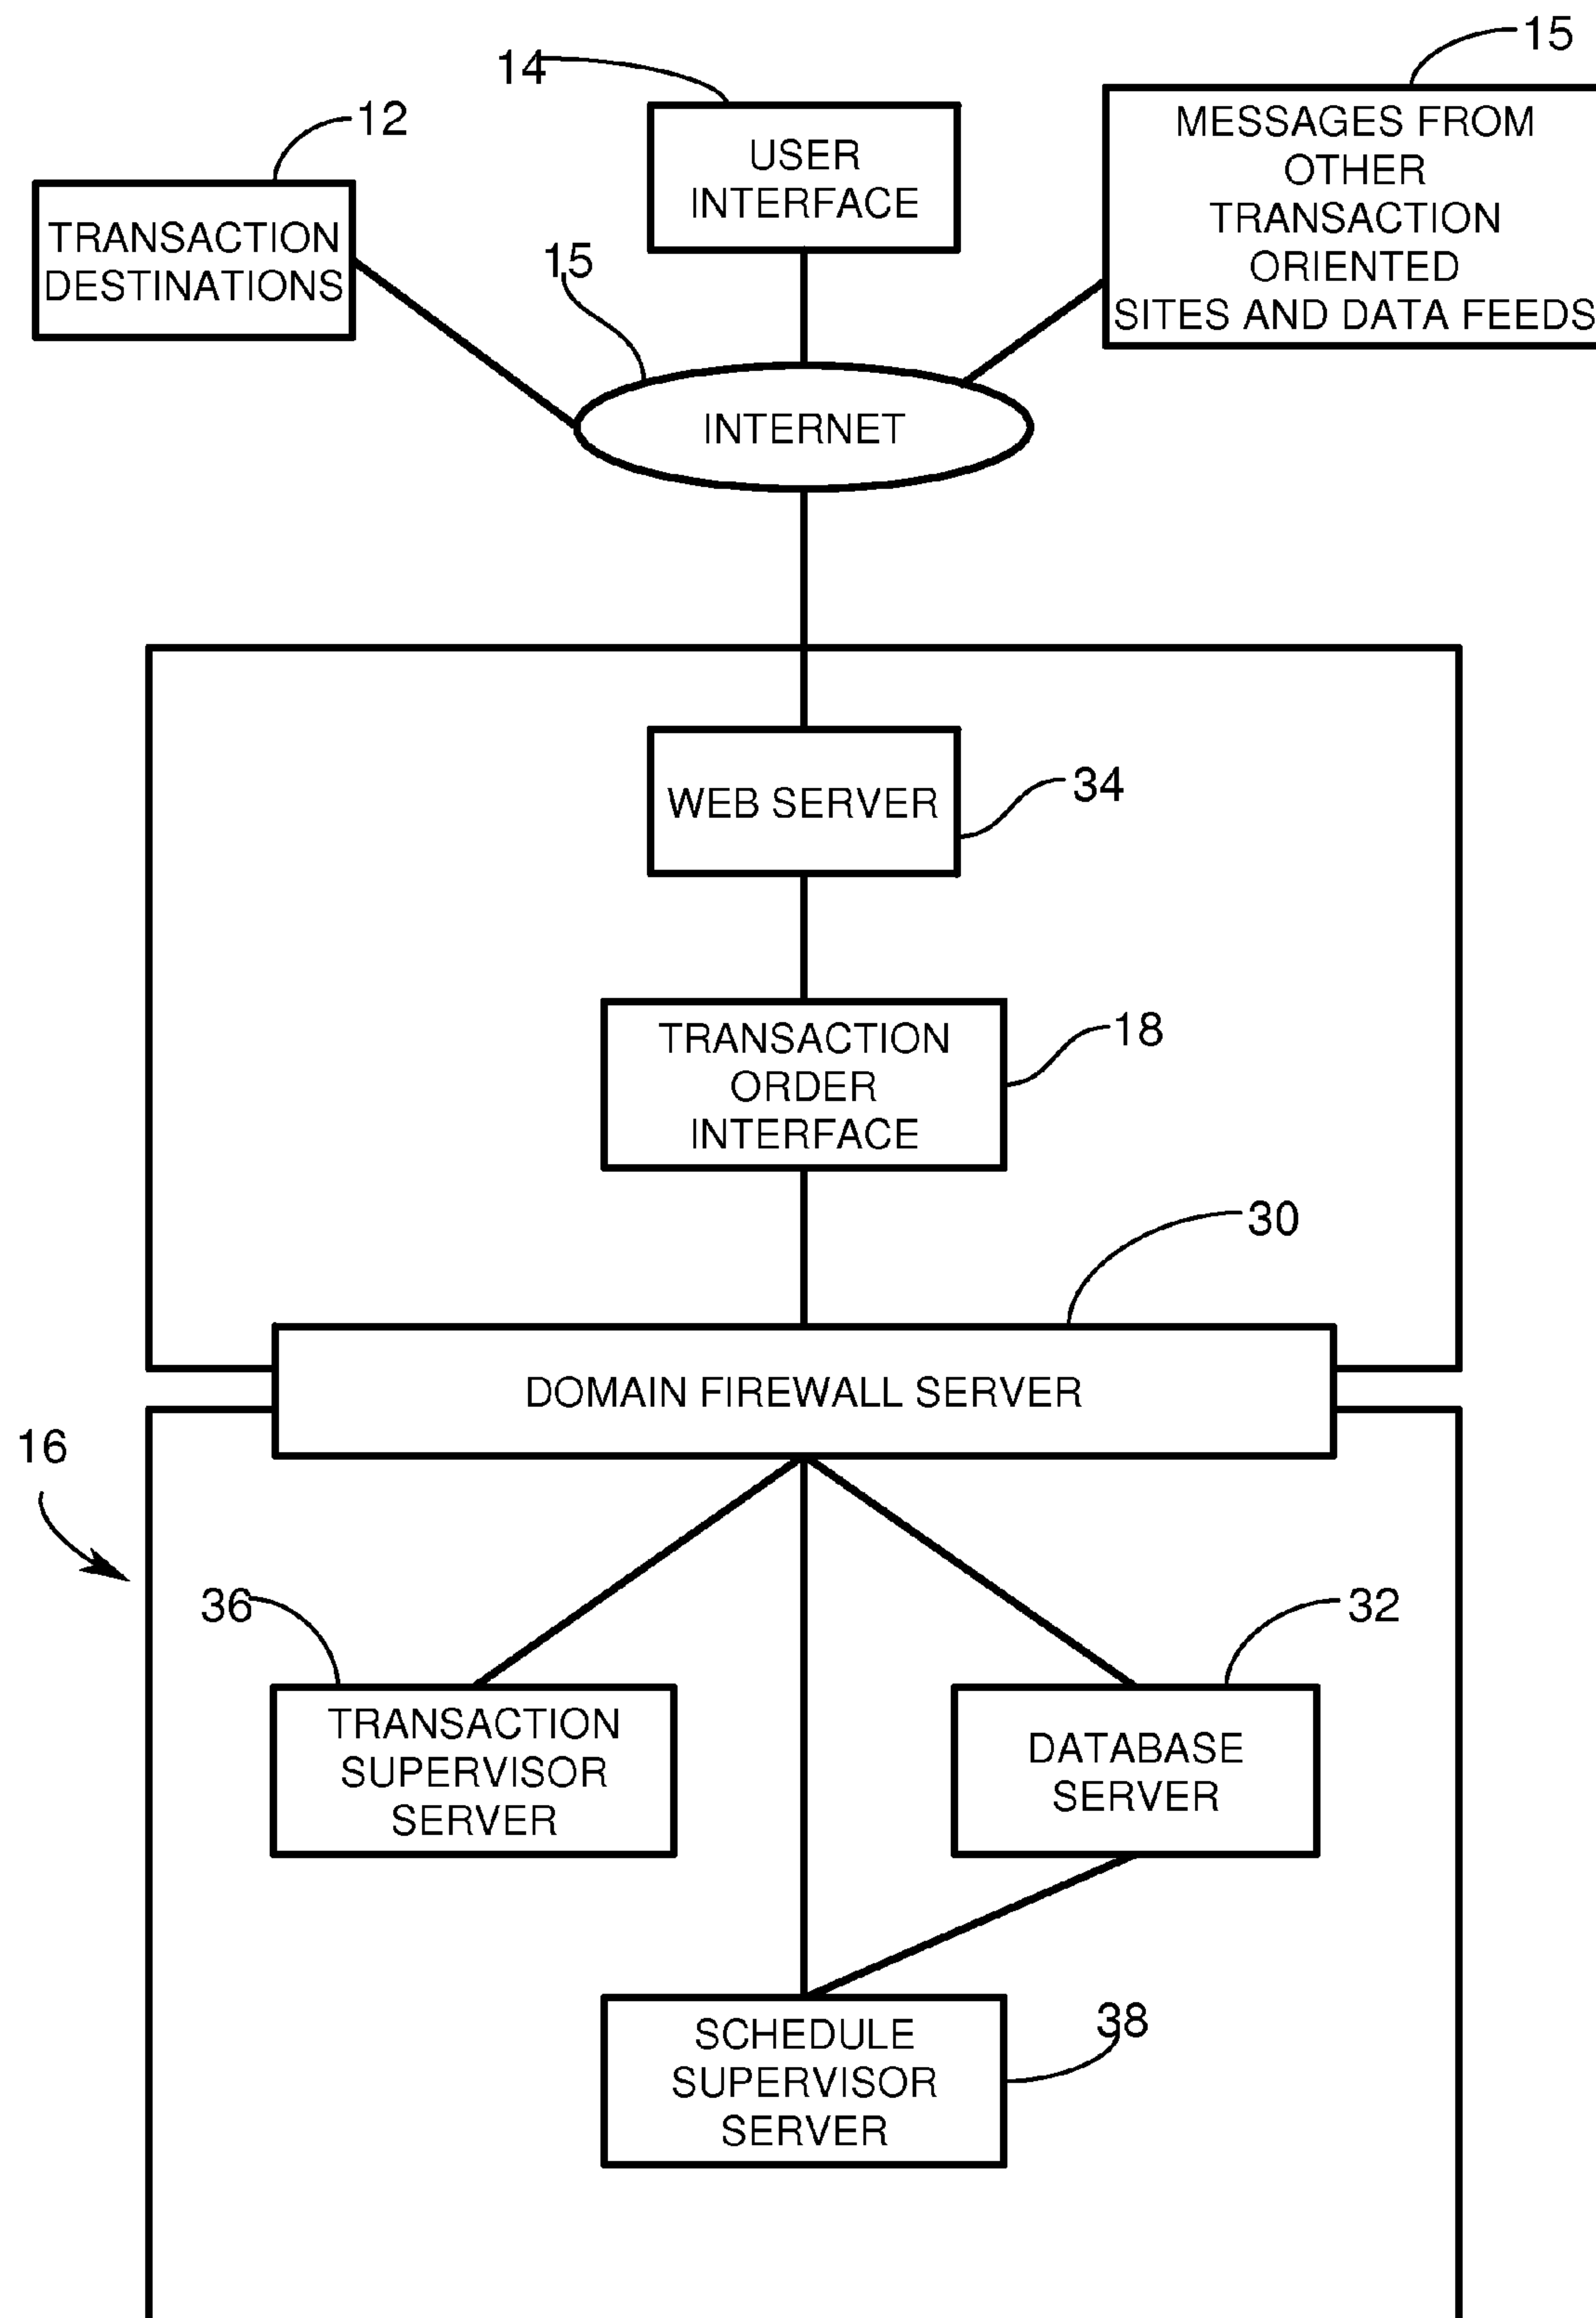 15
14
12
USER
INTERFACE
MESSAGES FROM
OTHER
TRANSACTION
ORIENTED
SITES AND DATA FEEDS
TRANSACTION
DESTINATIONS
15
INTERNET
WEB SERVER
34
TRANSACTION
ORDER
INTERFACE
18
30
DOMAIN FIREWALL SERVER
16
36
32
TRANSACTION
SUPERVISOR
SERVER
DATABASE
SERVER
SCHEDULE
SUPERVISOR
SERVER
38